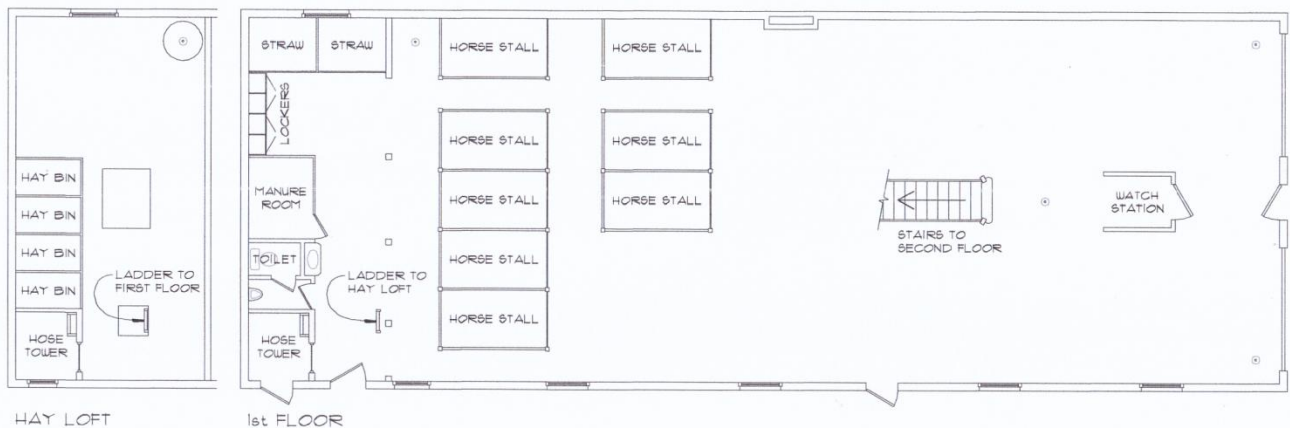 HAY BIN
HAY BIN
HAY BIN
HAY BIN
LADDER TO
FIRST FLOOR
HOSE
TOWER
HAY LOFT
STRAW
STRAW
LOCKERS
MANURE
ROOM
TOILET
LADDER TO
HAY LOFT
HOSE
TOWER
HORSE STALL
HORSE STALL
HORSE STALL
HORSE STALL
HORSE STALL
HORSE STALL
HORSE STALL
HORSE STALL
STAIRS TO
SECOND FLOOR
WATCH
STATION
1st FLOOR